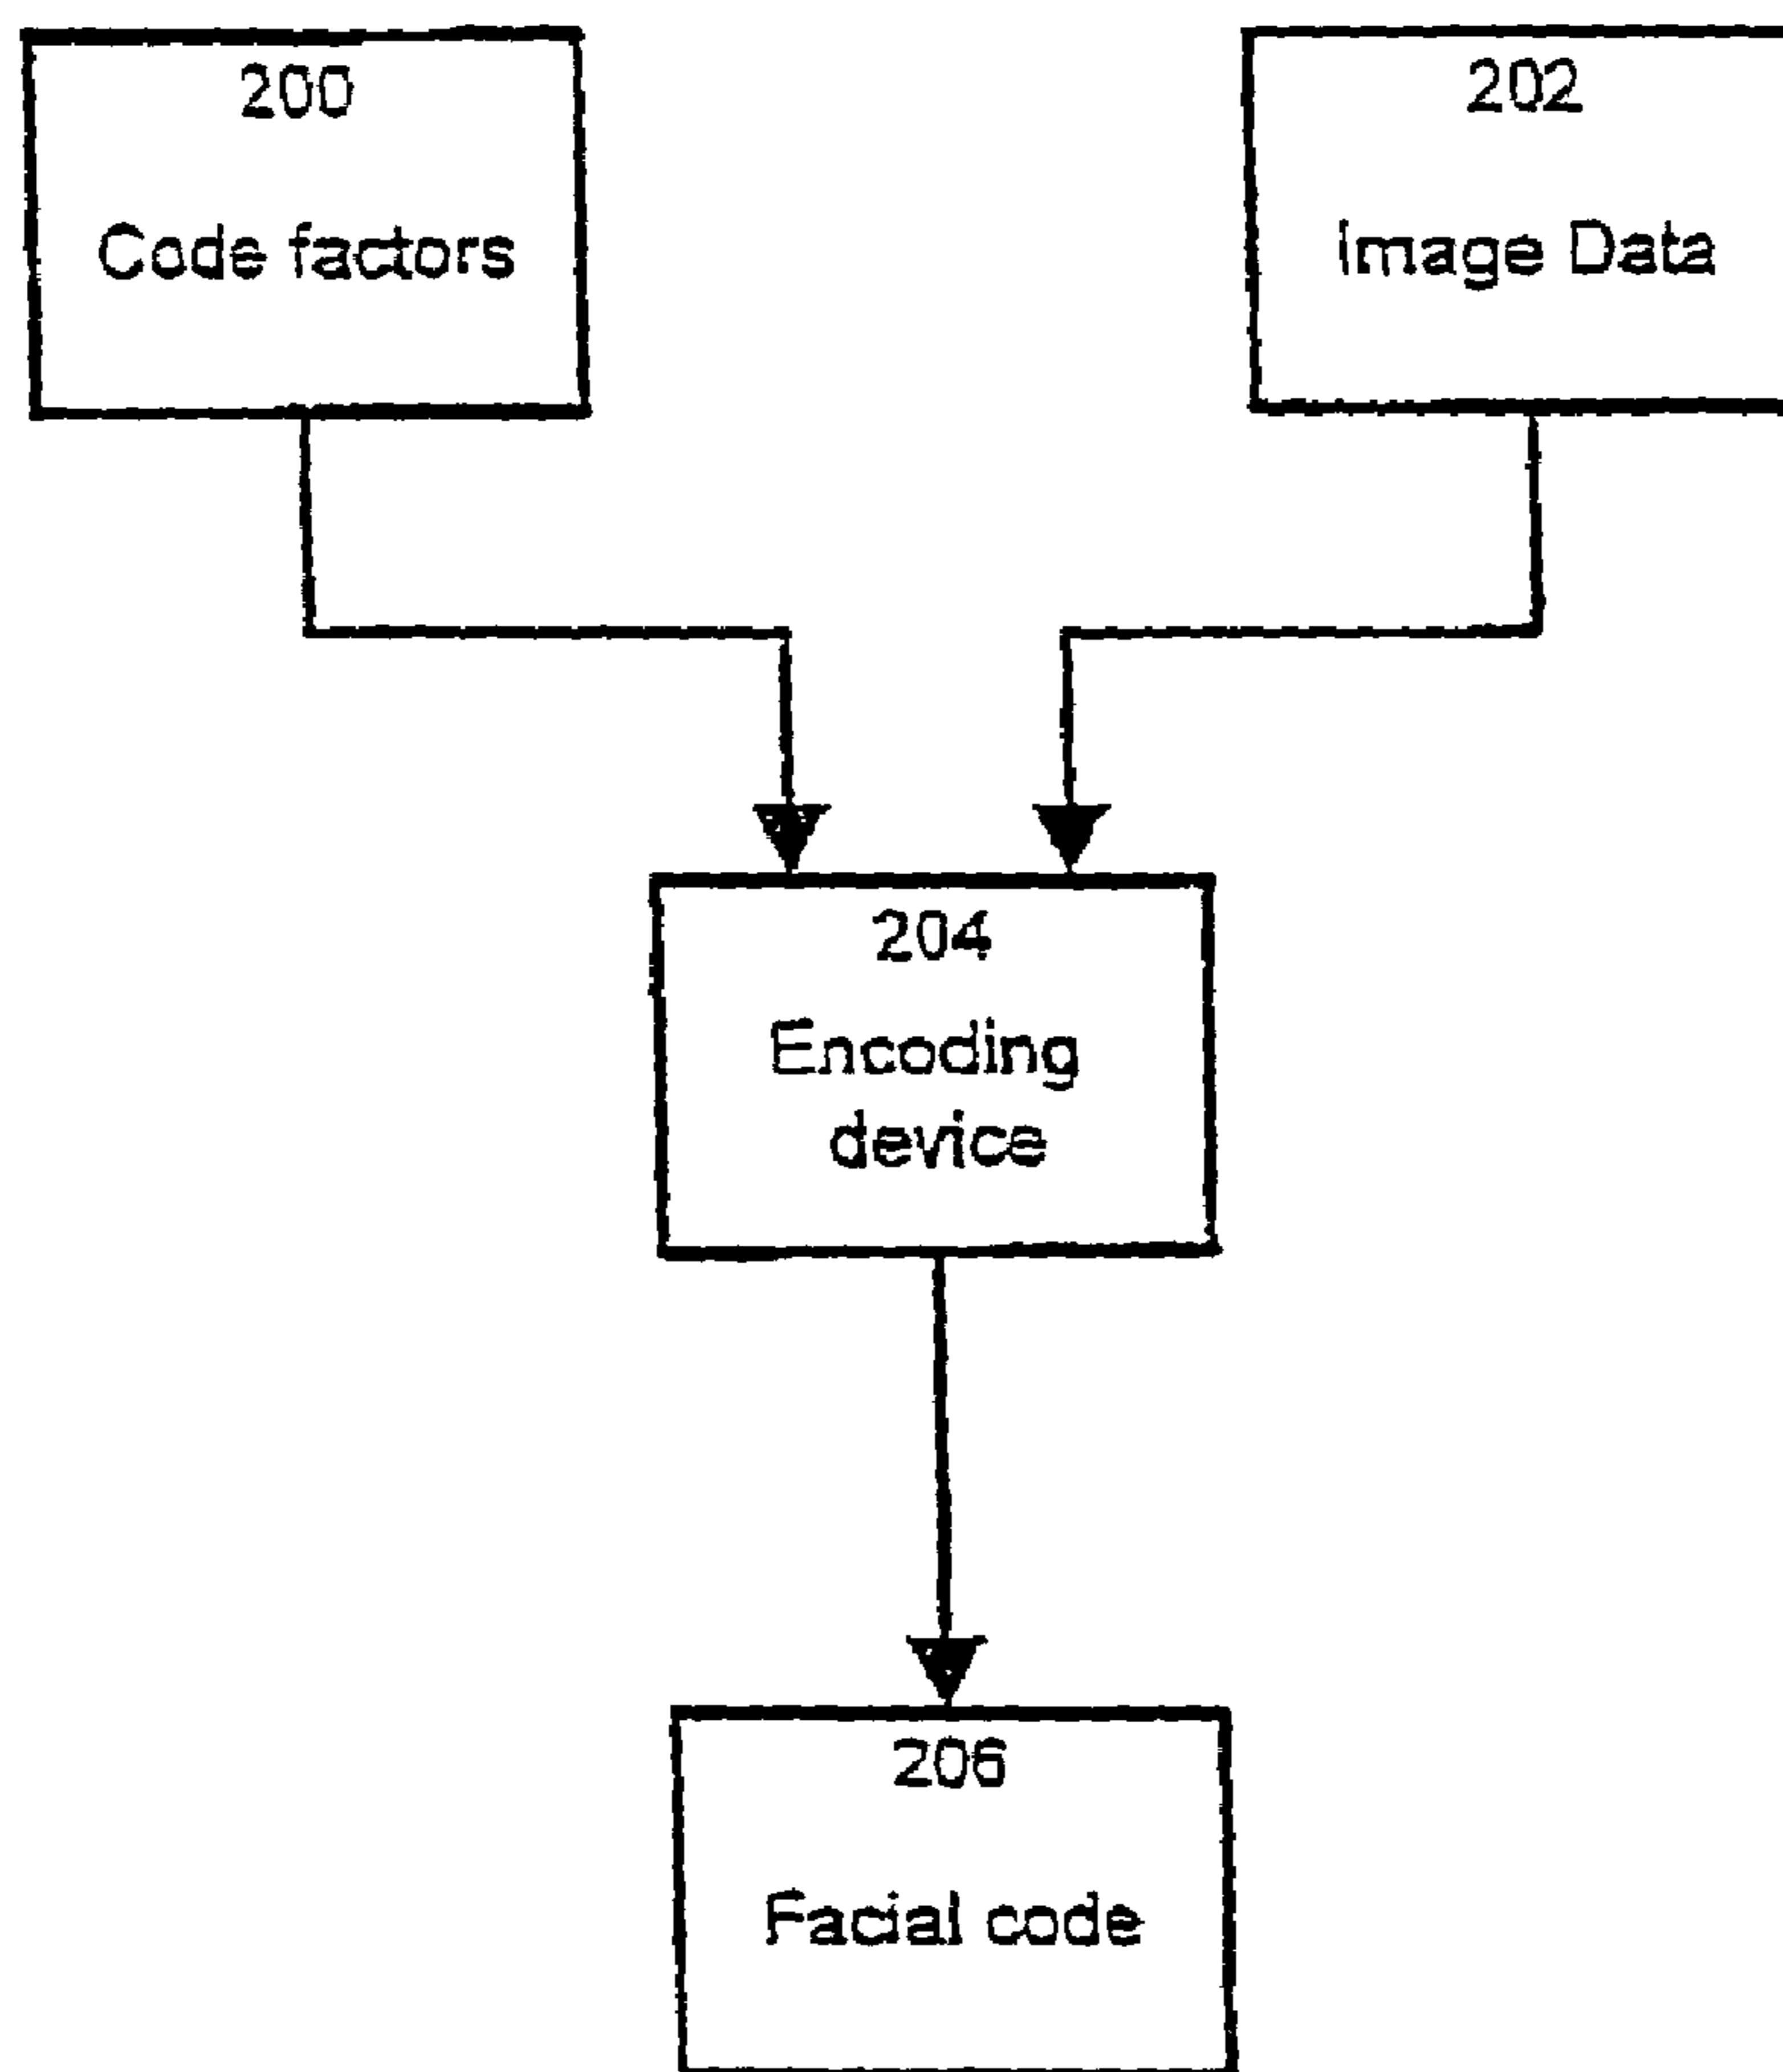 200
Code factors
202
Image Data
204
Encoding
device
206
Facial code